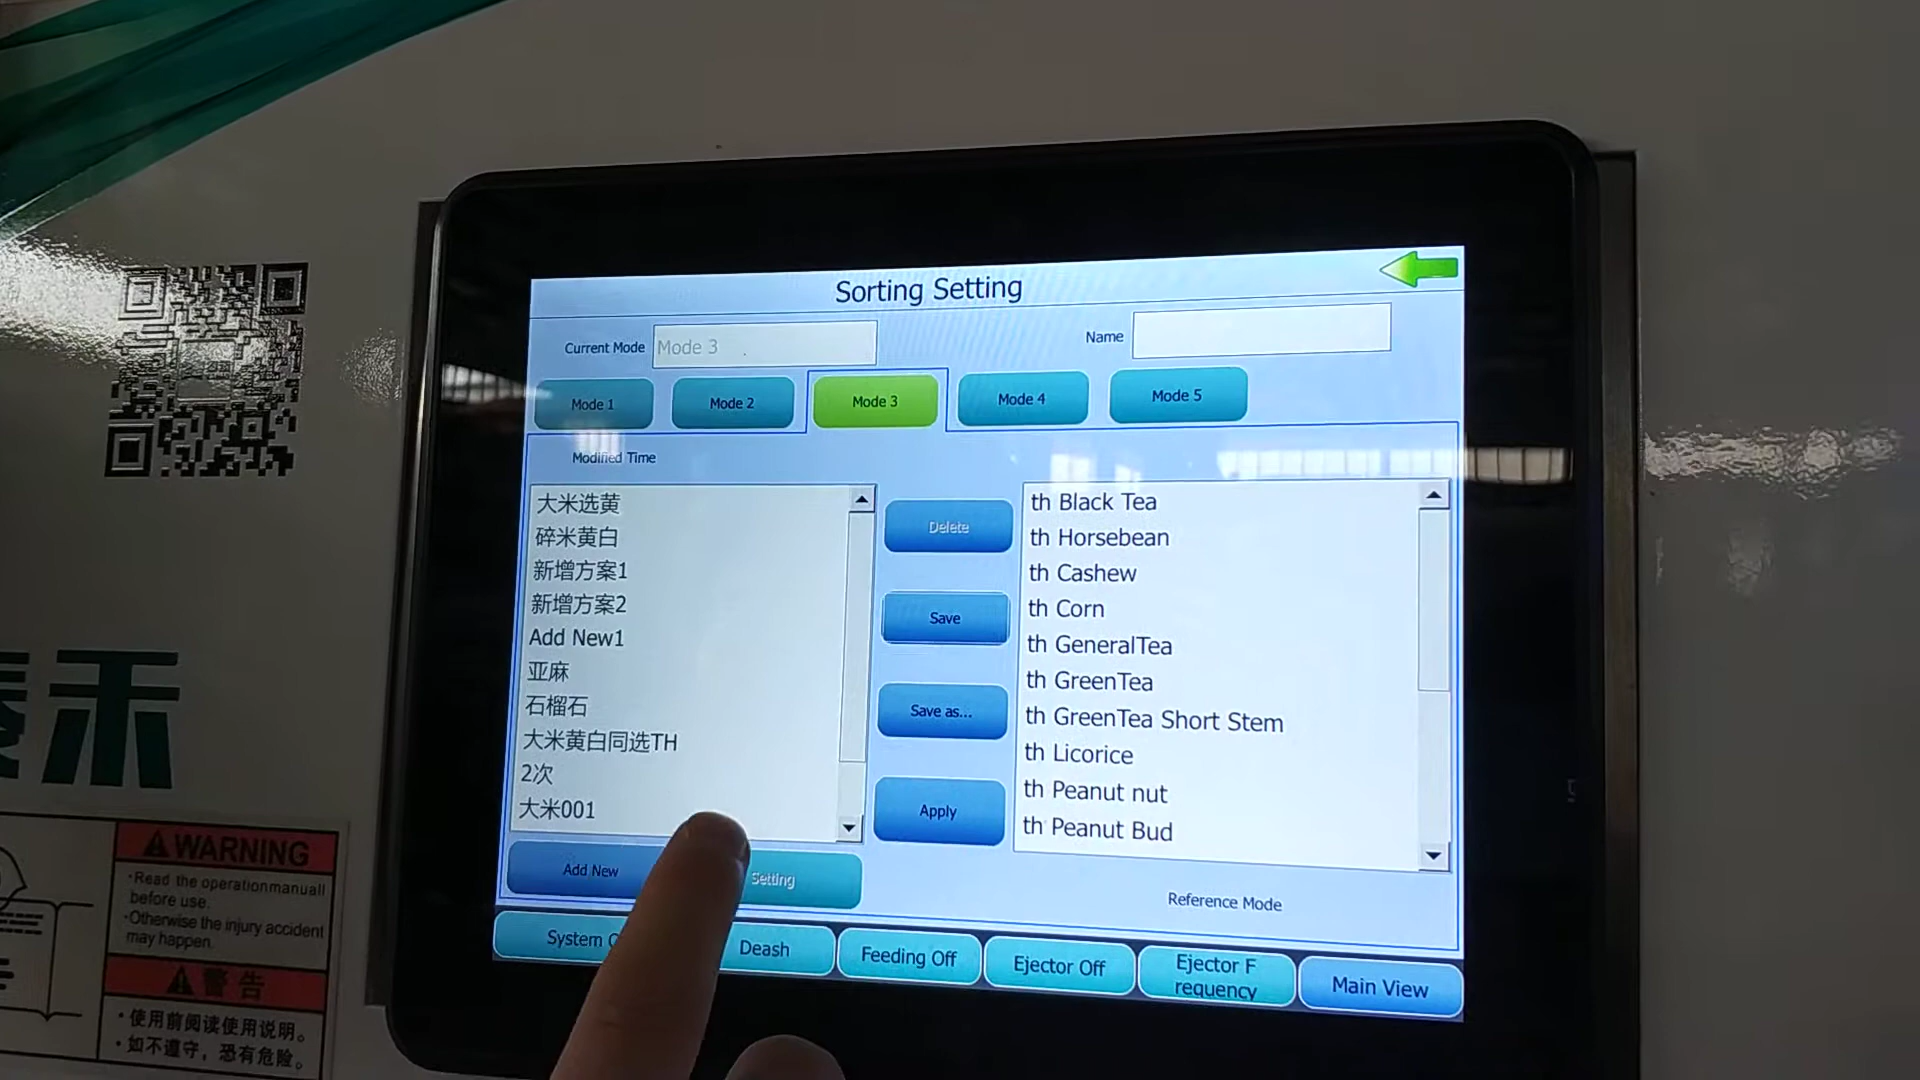 Sorting Setting
Current Mode
Mode 3
Name
Mode 1
Mode 2
Mode 3
Mode 4
Mode 5
Modified Time
大米选黄
碎米黄白
新增方案1
新增方案2
Add New1
亚麻
石榴石
大米黄白同选TH
2次
大米001
Delete
Save
Save as...
Apply
th Black Tea
th Horsebean
th Cashew
th Corn
th GeneralTea
th GreenTea
th GreenTea Short Stem
th Licorice
th Peanut nut
th Peanut Bud
Add New
Setting
Reference Mode
System
Deash
Feeding Off
Ejector Off
Ejector F
requency
Main View
禾
WARNING
·Read the operationmanuall
before use.
·Otherwise the injury accident
may happen.
警告
·使用前阅读使用说明。
·如不遵守，恐有危险。